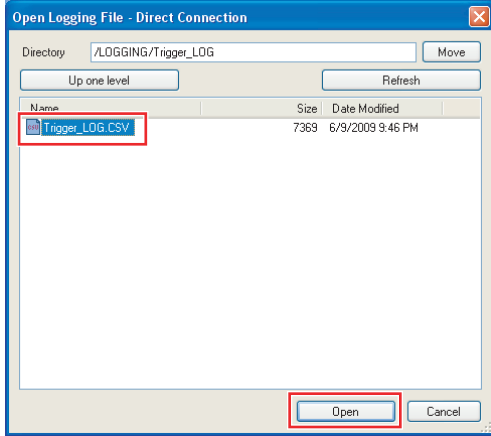 Open Logging File - Direct Connection
Directory /LOGGING/Trigger_LOG Move
Up one level Refresh
Name Size Date Modified
Trigger_LOG.CSV 7369 6/9/2009 9:46 PM
Open Cancel